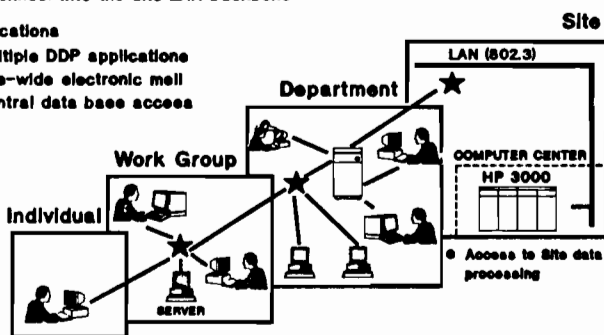 cations
Site
ltiple DDP applications
LAN (802.3)
e-wide electronic mail
Department
ntral data base access
Work Group
COMPUTER CENTER
HP 3000
Individual
● Access to Site data
processing
SERVER